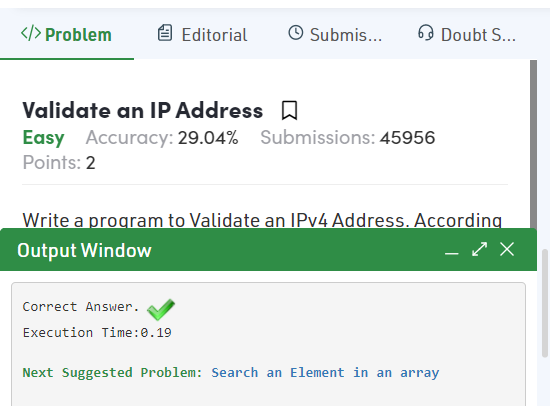 </> Problem Editorial Submis... Doubt S...
Validate an IP Address
Easy Accuracy: 29.04% Submissions: 45956
Points: 2
Write a program to Validate an IPv4 Address. According
Output Window
Correct Answer.
Execution Time:0.19
Next Suggested Problem: Search an Element in an array